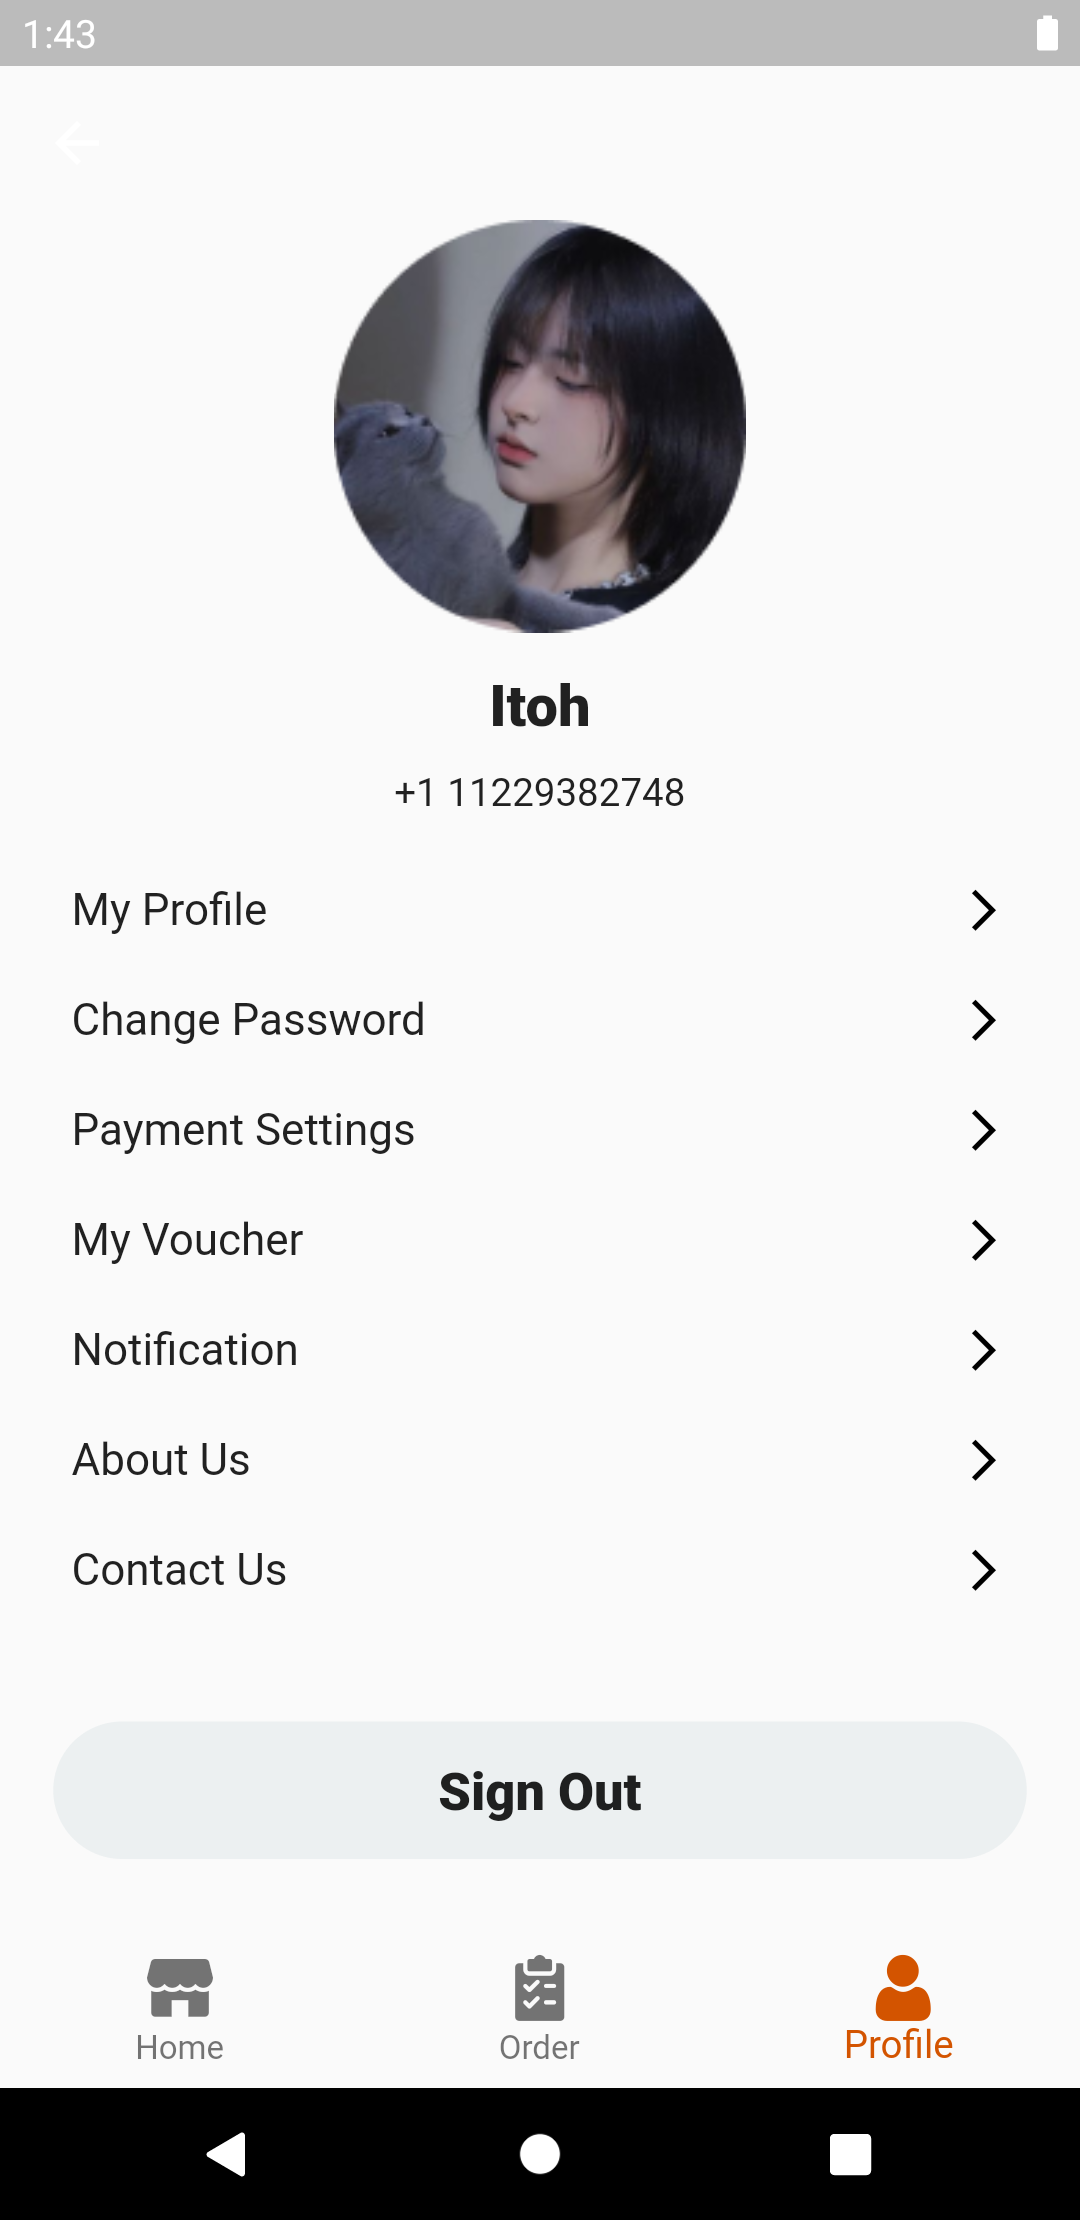 1:43
Itoh
+1 11229382748
My Profile
Change Password
Payment Settings
My Voucher
Notification
About Us
Contact Us
Sign Out
Home
Order
Profile